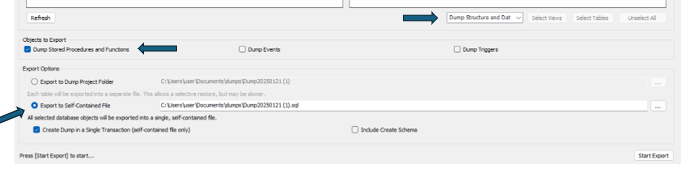 Refresh
Dump Structure and Dat
Select Views
Select Tables
Unselect All
Objects to Export
Dump Stored Procedures and Functions
Dump Events
Dump Triggers
Export Options
Export to Dump Project Folder
C:\Users\user\Documents\dumps\Dump20250121 (1)
...
Each table will be exported into a separate file. This allows a selective restore, but may be slower.
Export to Self-Contained File
C:\Users\user\Documents\dumps\Dump20250121 (1).sql
...
All selected database objects will be exported into a single, self-contained file.
Create Dump in a Single Transaction (self-contained file only)
Include Create Schema
Press [Start Export] to start...
Start Export